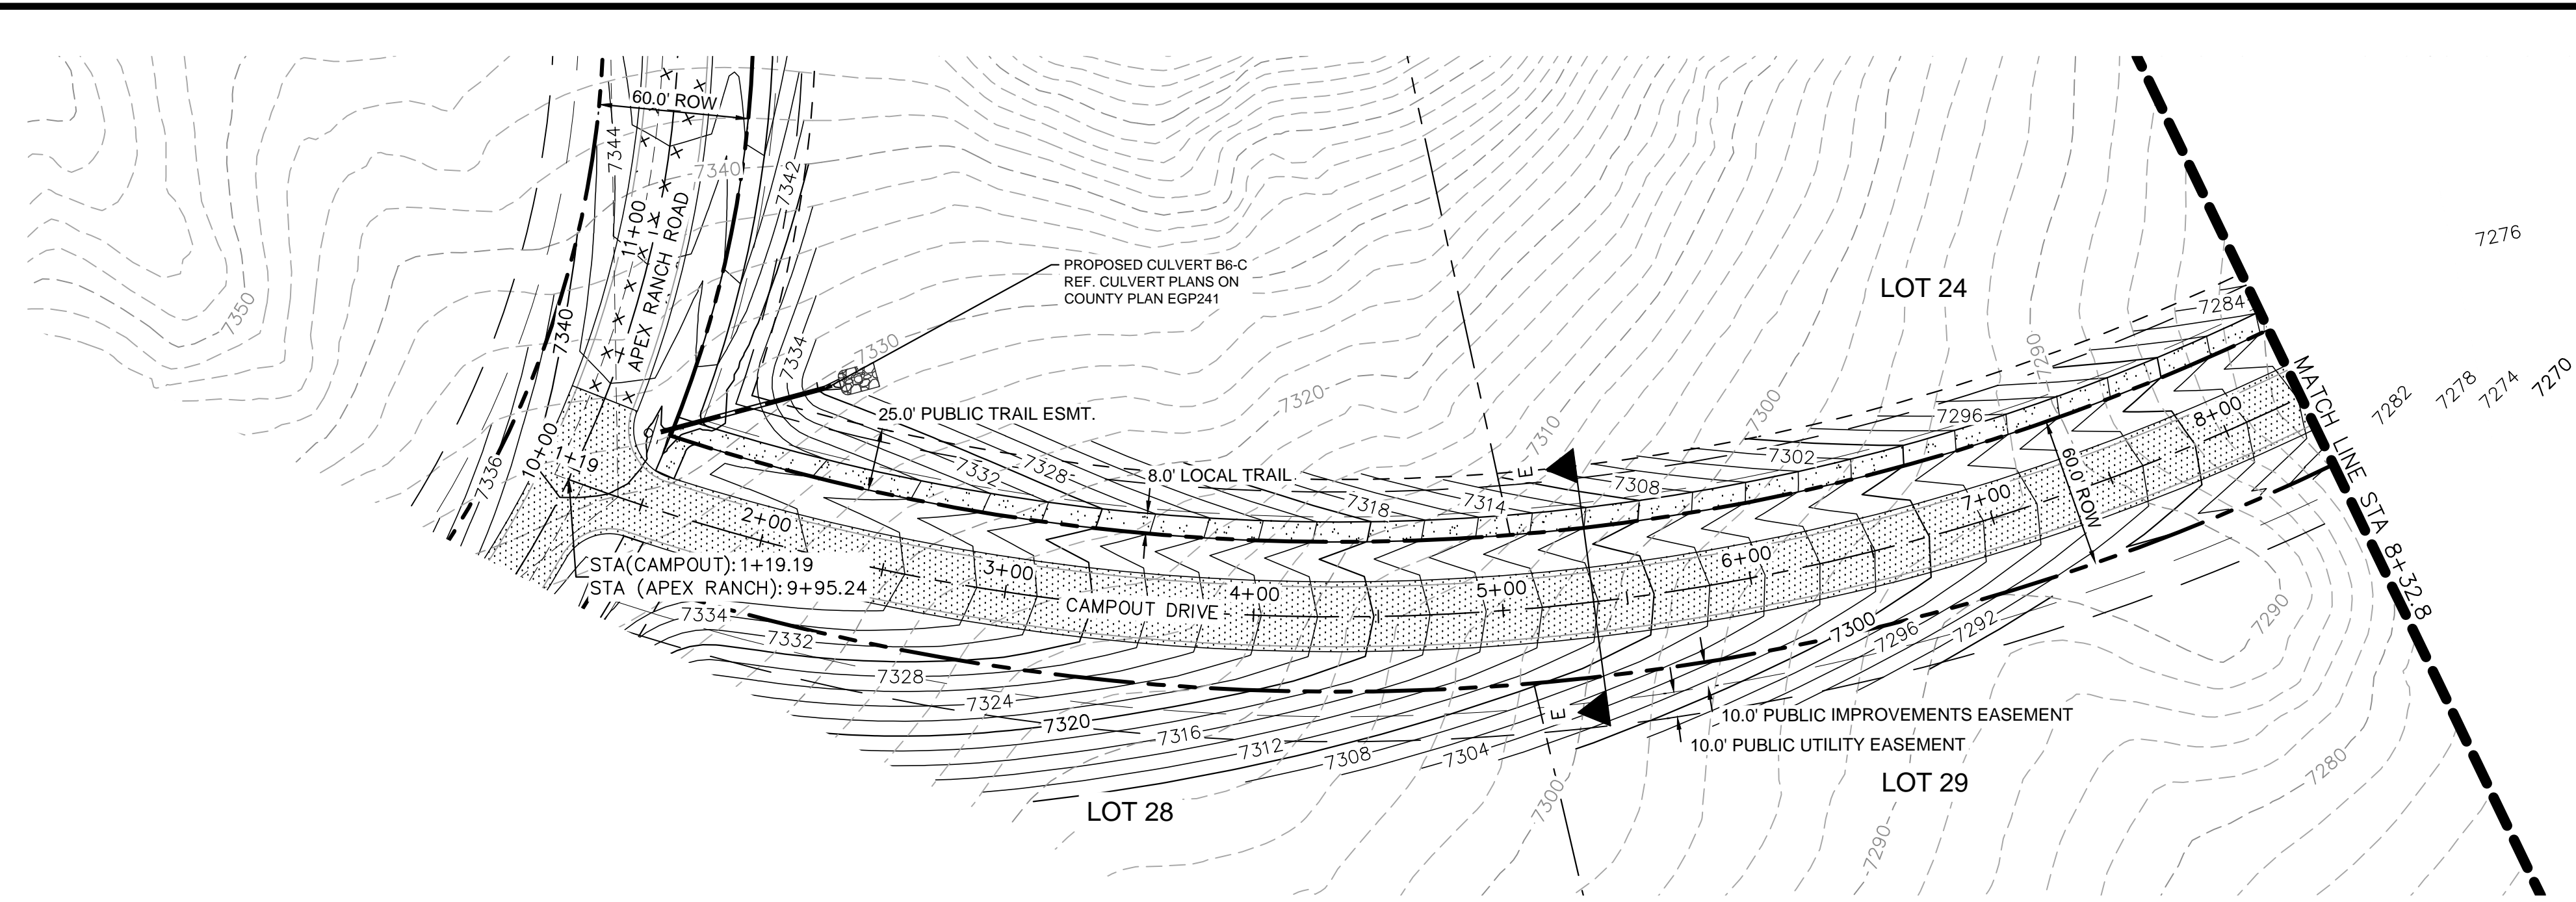 60.0' ROW
7344
7340
7342
11+00
APEX RANCH ROAD
7350
7340
7334
7330
PROPOSED CULVERT B6-C
REF. CULVERT PLANS ON
COUNTY PLAN EGP241
LOT 24
7276
7284
7290
7282
7278
7274
7270
MATCH LINE STA 8+32.8
7320
7310
7300
7296
25.0' PUBLIC TRAIL ESMT.
7336
10+00
1+19
7332
7328
8.0' LOCAL TRAIL
7318
7314
E
7308
7302
60.0' ROW
8+00
7+00
2+00
STA(CAMPOUT): 1+19.19
STA (APEX RANCH): 9+95.24
3+00
4+00
5+00
6+00
CAMPOUT DRIVE
7334
7332
7328
7324
7320
7316
7312
7308
7304
E
7300
7296
7292
7290
10.0' PUBLIC IMPROVEMENTS EASEMENT
10.0' PUBLIC UTILITY EASEMENT
LOT 28
LOT 29
7300
7290
7280